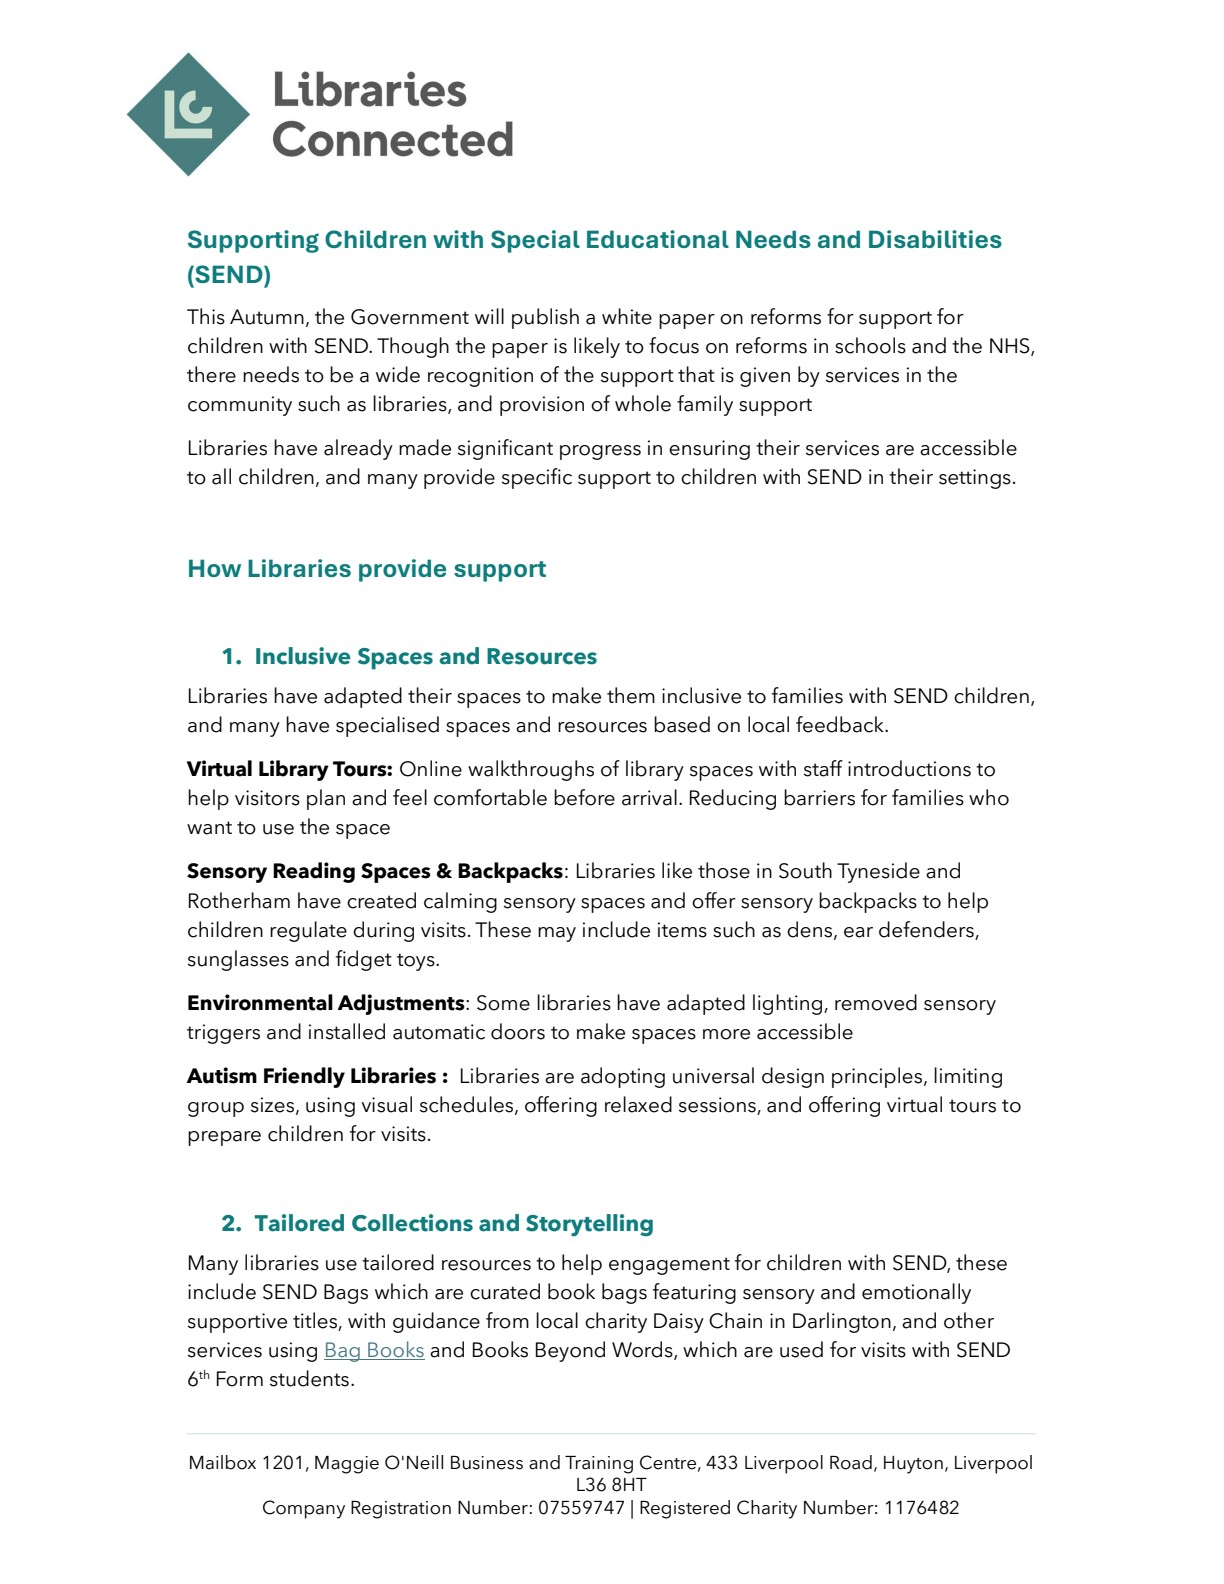 LC
Libraries
Connected
Supporting Children with Special Educational Needs and Disabilities
(SEND)
This Autumn, the Government will publish a white paper on reforms for support for
children with SEND. Though the paper is likely to focus on reforms in schools and the NHS,
there needs to be a wide recognition of the support that is given by services in the
community such as libraries, and provision of whole family support
Libraries have already made significant progress in ensuring their services are accessible
to all children, and many provide specific support to children with SEND in their settings.
How Libraries provide support
1. Inclusive Spaces and Resources
Libraries have adapted their spaces to make them inclusive to families with SEND children,
and many have specialised spaces and resources based on local feedback.
Virtual Library Tours: Online walkthroughs of library spaces with staff introductions to
help visitors plan and feel comfortable before arrival. Reducing barriers for families who
want to use the space
Sensory Reading Spaces & Backpacks: Libraries like those in South Tyneside and
Rotherham have created calming sensory spaces and offer sensory backpacks to help
children regulate during visits. These may include items such as dens, ear defenders,
sunglasses and fidget toys.
Environmental Adjustments: Some libraries have adapted lighting, removed sensory
triggers and installed automatic doors to make spaces more accessible
Autism Friendly Libraries : Libraries are adopting universal design principles, limiting
group sizes, using visual schedules, offering relaxed sessions, and offering virtual tours to
prepare children for visits.
2. Tailored Collections and Storytelling
Many libraries use tailored resources to help engagement for children with SEND, these
include SEND Bags which are curated book bags featuring sensory and emotionally
supportive titles, with guidance from local charity Daisy Chain in Darlington, and other
services using Bag Books and Books Beyond Words, which are used for visits with SEND
6th Form students.
Mailbox 1201, Maggie O'Neill Business and Training Centre, 433 Liverpool Road, Huyton, Liverpool
L36 8HT
Company Registration Number: 07559747 | Registered Charity Number: 1176482